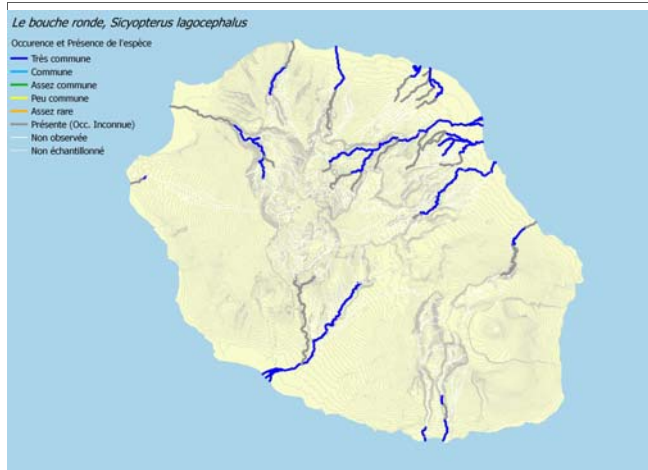 Le bouche ronde, Sicyopterus lagocephalus
Occurence et Présence de l'espèce
Très commune
Commune
Assez commune
Peu commune
Assez rare
Présente (Occ. Inconnue)
Non observée
Non échantillonné